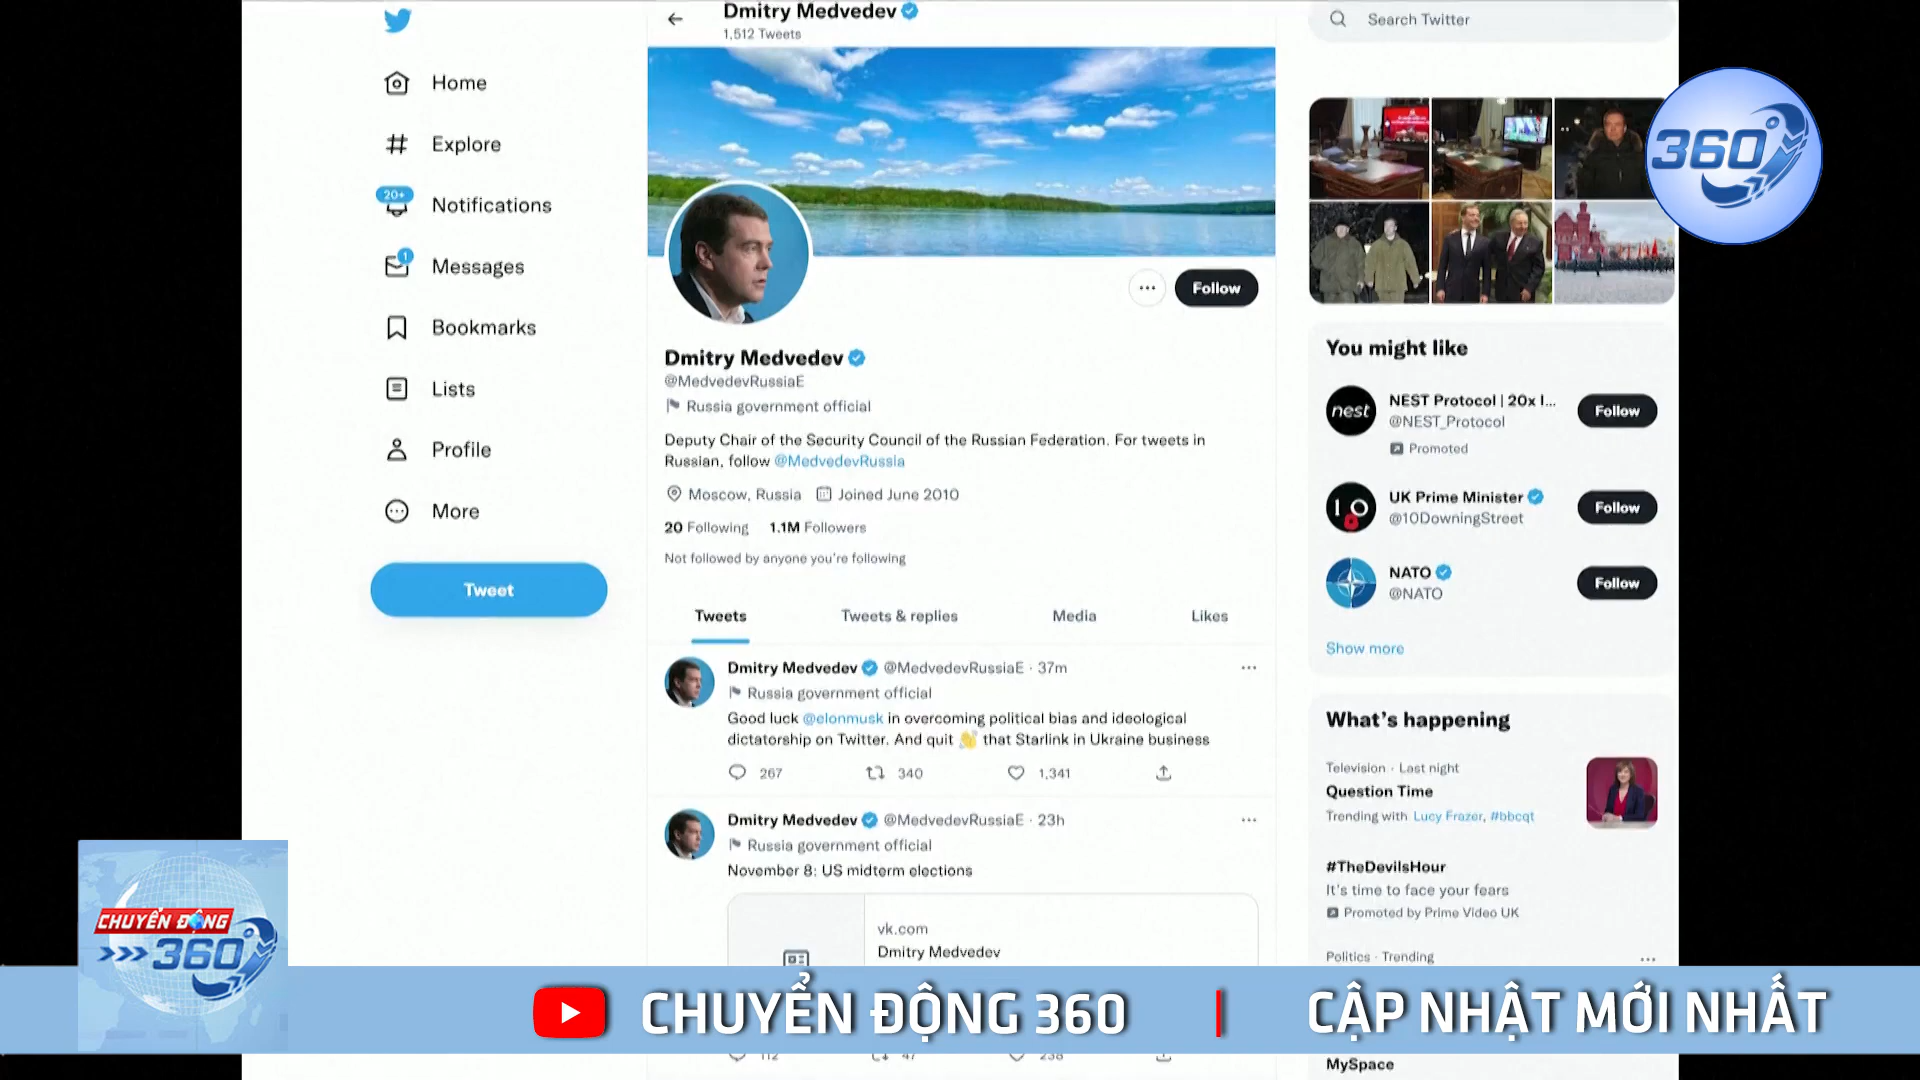 Dmitry Medvedev
1,512 Tweets
Search Twitter
Home
Explore
20+
Notifications
1
Messages
Bookmarks
Lists
Profile
More
Tweet
Follow
Dmitry Medvedev
@MedvedevRussiaE
Russia government official
Deputy Chair of the Security Council of the Russian Federation. For tweets in
Russian, follow @MedvedevRussia
Moscow, Russia Joined June 2010
20 Following 1.1M Followers
Not followed by anyone you're following
Tweets Tweets & replies Media Likes
Dmitry Medvedev @MedvedevRussiaE · 37m
Russia government official
Good luck @elonmusk in overcoming political bias and ideological
dictatorship on Twitter. And quit 👋 that Starlink in Ukraine business
267 340 1,341
Dmitry Medvedev @MedvedevRussiaE · 23h
Russia government official
November 8: US midterm elections
vk.com
Dmitry Medvedev
112 47 238
360°
You might like
nest
NEST Protocol | 20x I...
@NEST_Protocol
Promoted
Follow
10
UK Prime Minister
@10DowningStreet
Follow
NATO
@NATO
Follow
Show more
What's happening
Television · Last night
Question Time
Trending with Lucy Frazer, #bbcqt
#TheDevilsHour
It's time to face your fears
Promoted by Prime Video UK
Politics · Trending
MySpace
CHUYỂN ĐỘNG
360°
CHUYỂN ĐỘNG 360 | CẬP NHẬT MỚI NHẤT